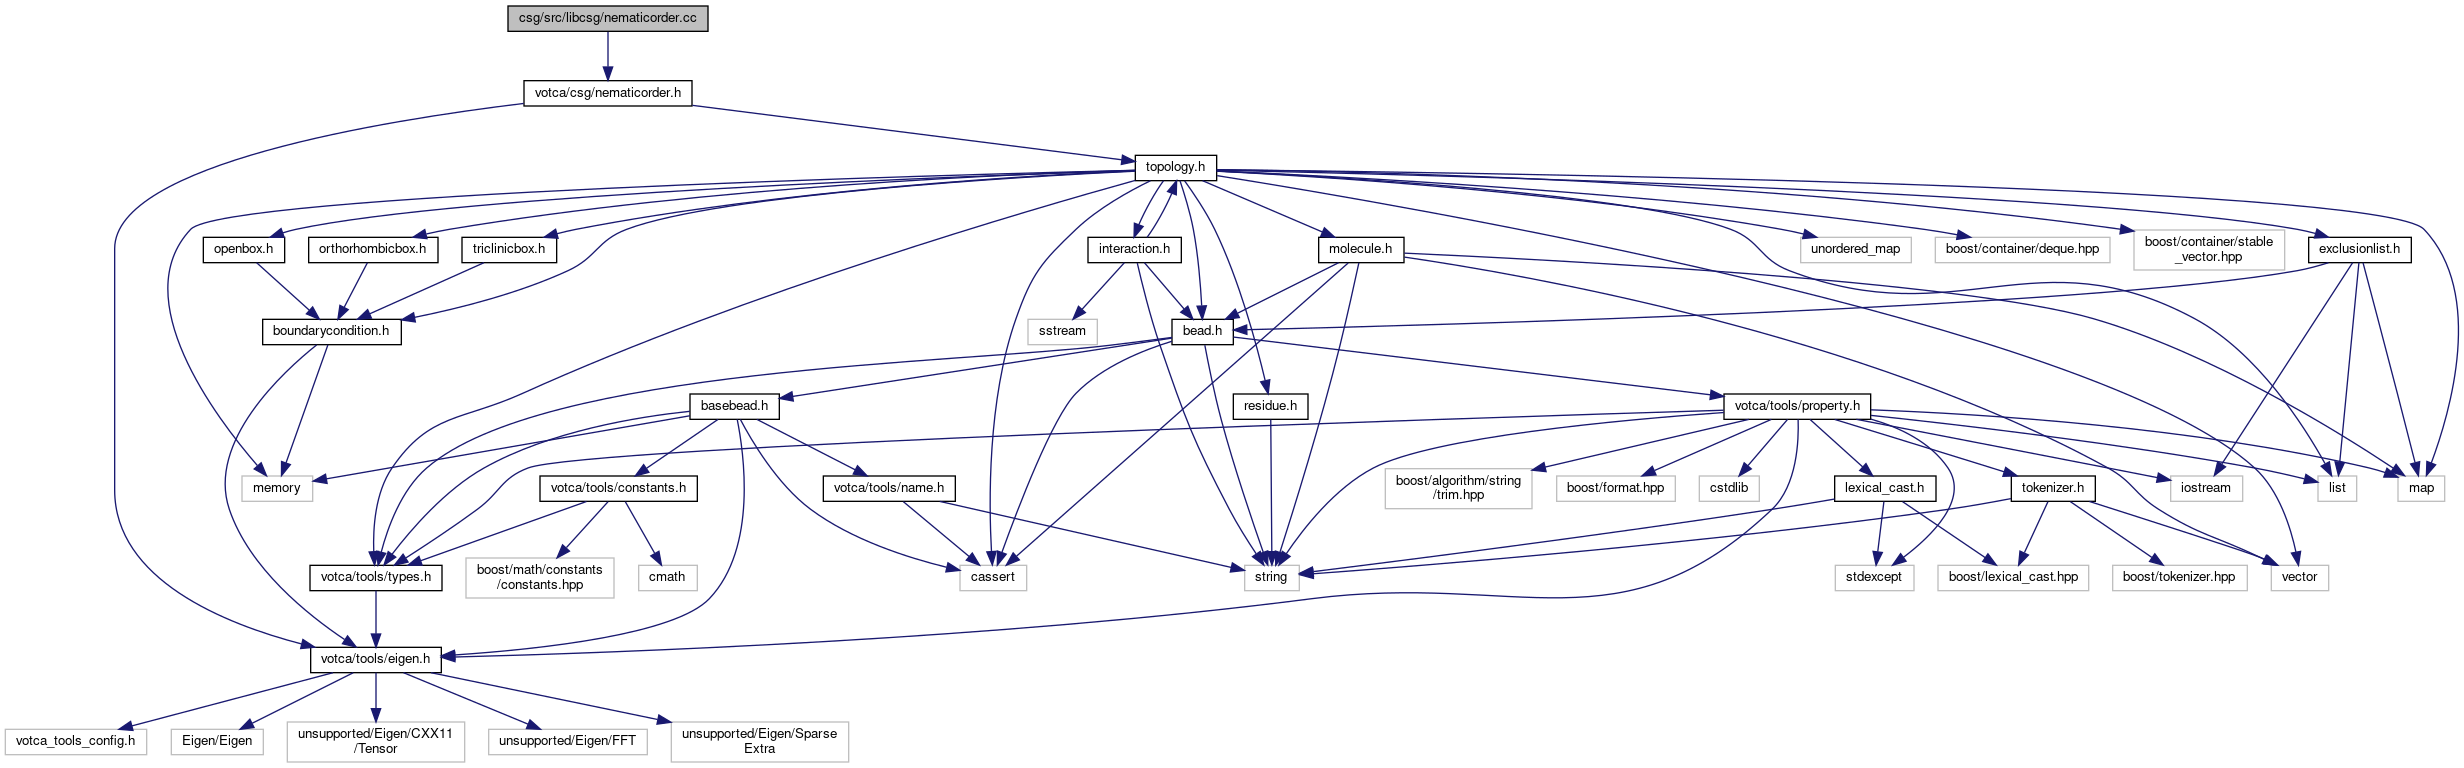 csg/src/libcsg/nematicorder.cc
votca/csg/nematicorder.h
topology.h
openbox.h
orthorhombicbox.h
triclinicbox.h
interaction.h
molecule.h
unordered_map
boost/container/deque.hpp
boost/container/stable
_vector.hpp
exclusionlist.h
boundarycondition.h
sstream
bead.h
basebead.h
residue.h
votca/tools/property.h
memory
votca/tools/constants.h
votca/tools/name.h
boost/algorithm/string
/trim.hpp
boost/format.hpp
cstdlib
lexical_cast.h
tokenizer.h
iostream
list
map
votca/tools/types.h
boost/math/constants
/constants.hpp
cmath
cassert
string
stdexcept
boost/lexical_cast.hpp
boost/tokenizer.hpp
vector
votca/tools/eigen.h
votca_tools_config.h
Eigen/Eigen
unsupported/Eigen/CXX11
/Tensor
unsupported/Eigen/FFT
unsupported/Eigen/Sparse
Extra